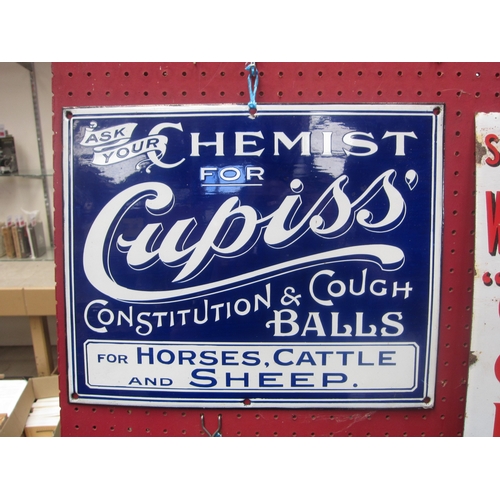 ASK YOUR CHEMIST
FOR
Cupiss'
CONSTITUTION & COUGH
BALLS
FOR HORSES, CATTLE
AND SHEEP.